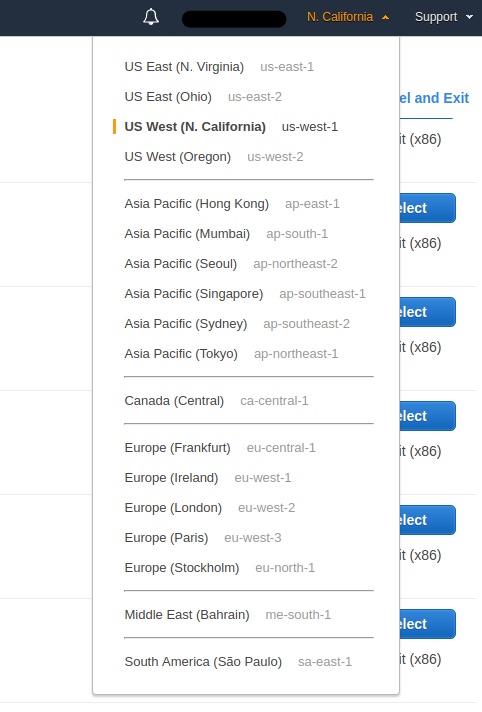 N. California Support
US East (N. Virginia) us-east-1
US East (Ohio) us-east-2
el and Exit
US West (N. California) us-west-1
it (x86)
US West (Oregon) us-west-2
Asia Pacific (Hong Kong) ap-east-1
elect
Asia Pacific (Mumbai) ap-south-1
it (x86)
Asia Pacific (Seoul) ap-northeast-2
Asia Pacific (Singapore) ap-southeast-1
elect
Asia Pacific (Sydney) ap-southeast-2
it (x86)
Asia Pacific (Tokyo) ap-northeast-1
Canada (Central) ca-central-1
elect
Europe (Frankfurt) eu-central-1
it (x86)
Europe (Ireland) eu-west-1
Europe (London) eu-west-2
elect
Europe (Paris) eu-west-3
it (x86)
Europe (Stockholm) eu-north-1
Middle East (Bahrain) me-south-1
elect
South America (São Paulo) sa-east-1
it (x86)